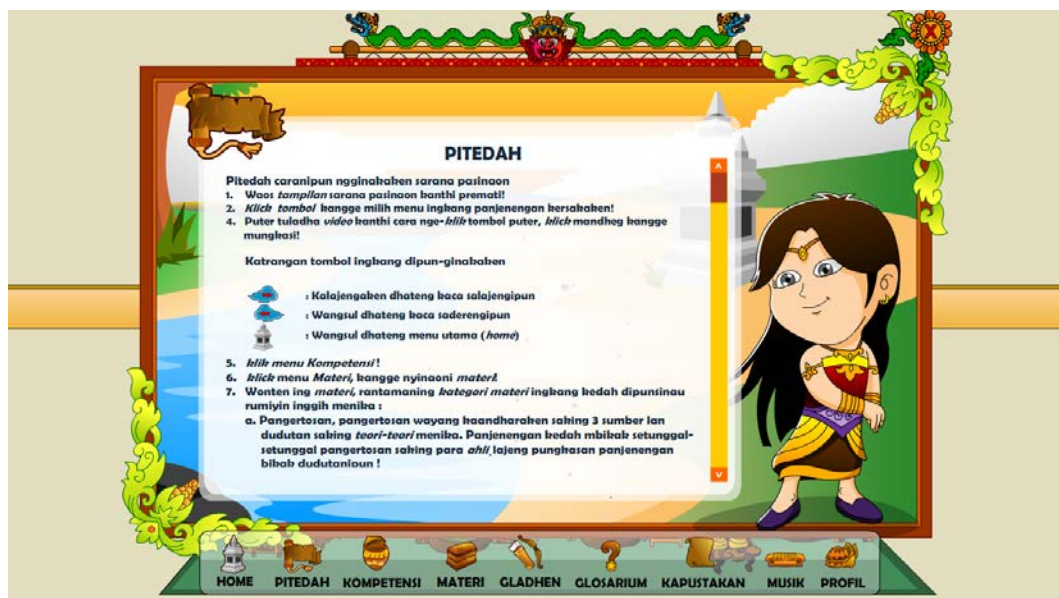 X
PITEDAH
Pitedah caranipun ngginakaken sarana pasinaon
1. Waos tampilan sarana pasinaon kanthi premati!
2. Klick tombol kangge milih menu ingkang panjenengan kersakaken!
4. Puter tuladha video kanthi cara nge-klik tombol puter, klick mandheg kangge
mungkasi!
Katrangan tombol ingkang dipun-ginakaken
: Kalajengaken dhateng kaca salajengipun
: Wangsul dhateng kaca saderengipun
: Wangsul dhateng menu utama (home)
5. klik menu Kompetensi!
6. klick menu Materi, kangge nyinaoni materi!
7. Wonten ing materi, rantamaning kategori materi ingkang kedah dipuntinau
rumiyin inggih menika :
a. Pangertosan, pangertosan wayang kaandharaken saking 3 sumber lan
dudutan saking teori-teori menika. Panjenengan kedah mbikak setunggal-
setunggal pangertosan saking para ahli, lajeng pungkasan panjenengan
bikak dudutanipun !
HOME PITEDAH KOMPETENSI MATERI GLADHEN GLOSARIUM KAPUSTAKAN MUSIK PROFIL